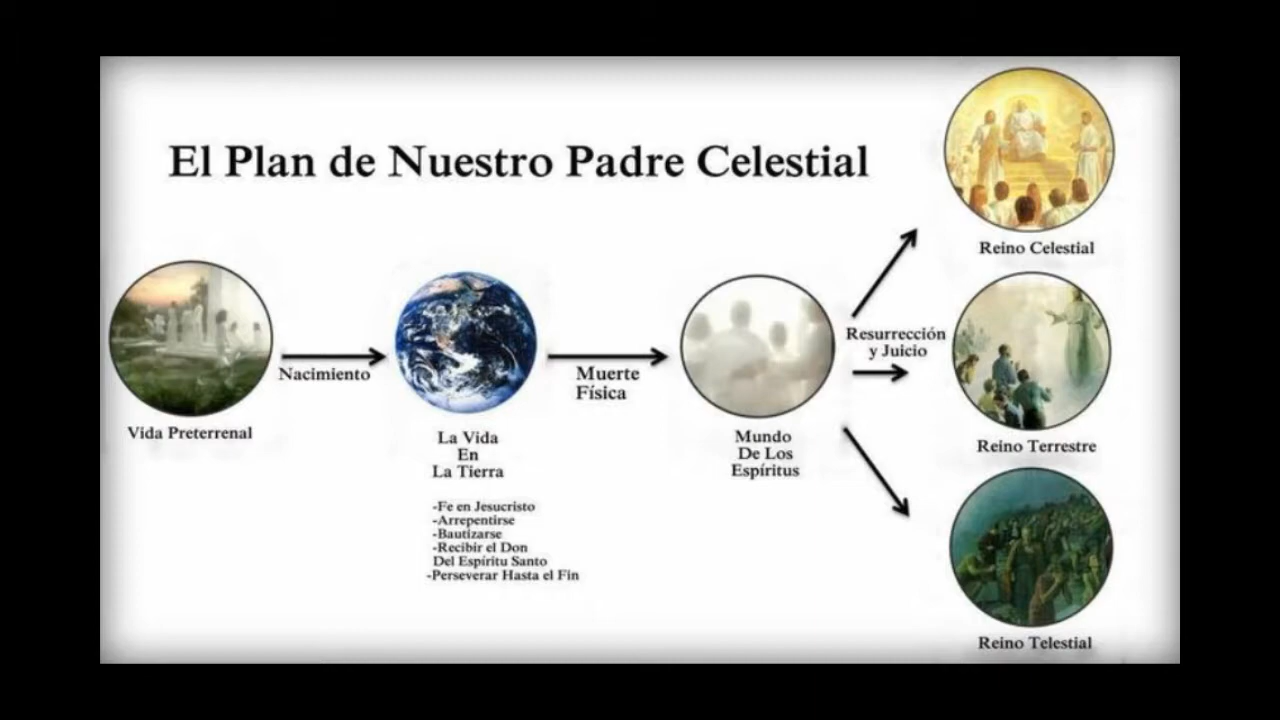 El Plan de Nuestro Padre Celestial
Reino Celestial
Nacimiento
Muerte
Física
Resurrección
y Juicio
Vida Preterrenal
La Vida
En
La Tierra
Mundo
De Los
Espíritus
Reino Terrestre
-Fe en Jesucristo
-Arrepentirse
-Bautizarse
-Recibir el Don
Del Espíritu Santo
-Perseverar Hasta el Fin
Reino Telestial